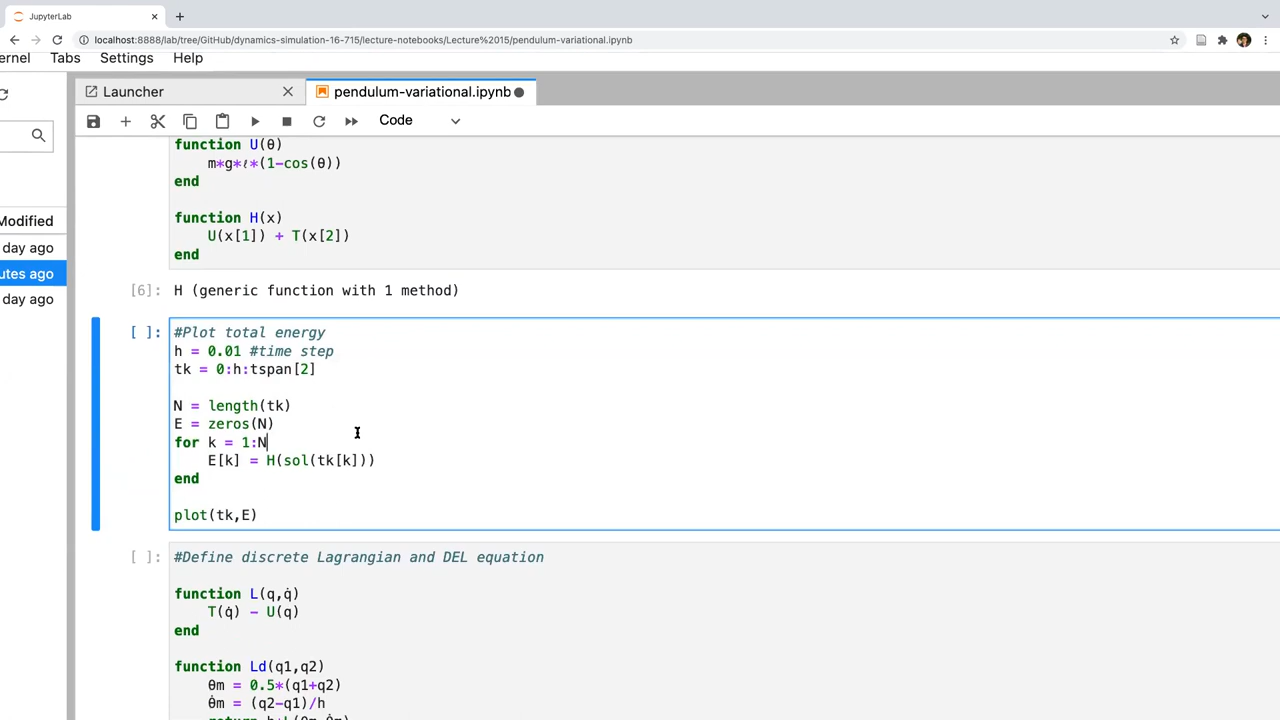 JupyterLab
localhost:8888/lab/tree/GitHub/dynamics-simulation-16-715/lecture-notebooks/Lecture%2015/pendulum-variational.ipynb
ernel Tabs Settings Help
Launcher
pendulum-variational.ipynb
Code
Modified
day ago
utes ago
day ago
function U(θ)
m*g*ℓ*(1-cos(θ))
end
function H(x)
U(x[1]) + T(x[2])
end
[6]: H (generic function with 1 method)
[ ]: #Plot total energy
h = 0.01 #time step
tk = 0:h:tspan[2]
N = length(tk)
E = zeros(N)
for k = 1:N
E[k] = H(sol(tk[k]))
end
plot(tk,E)
[ ]: #Define discrete Lagrangian and DEL equation
function L(q,q̇)
T(q̇) - U(q)
end
function Ld(q1,q2)
θm = 0.5*(q1+q2)
θ̇m = (q2-q1)/h
return h*L(θm,θ̇m)